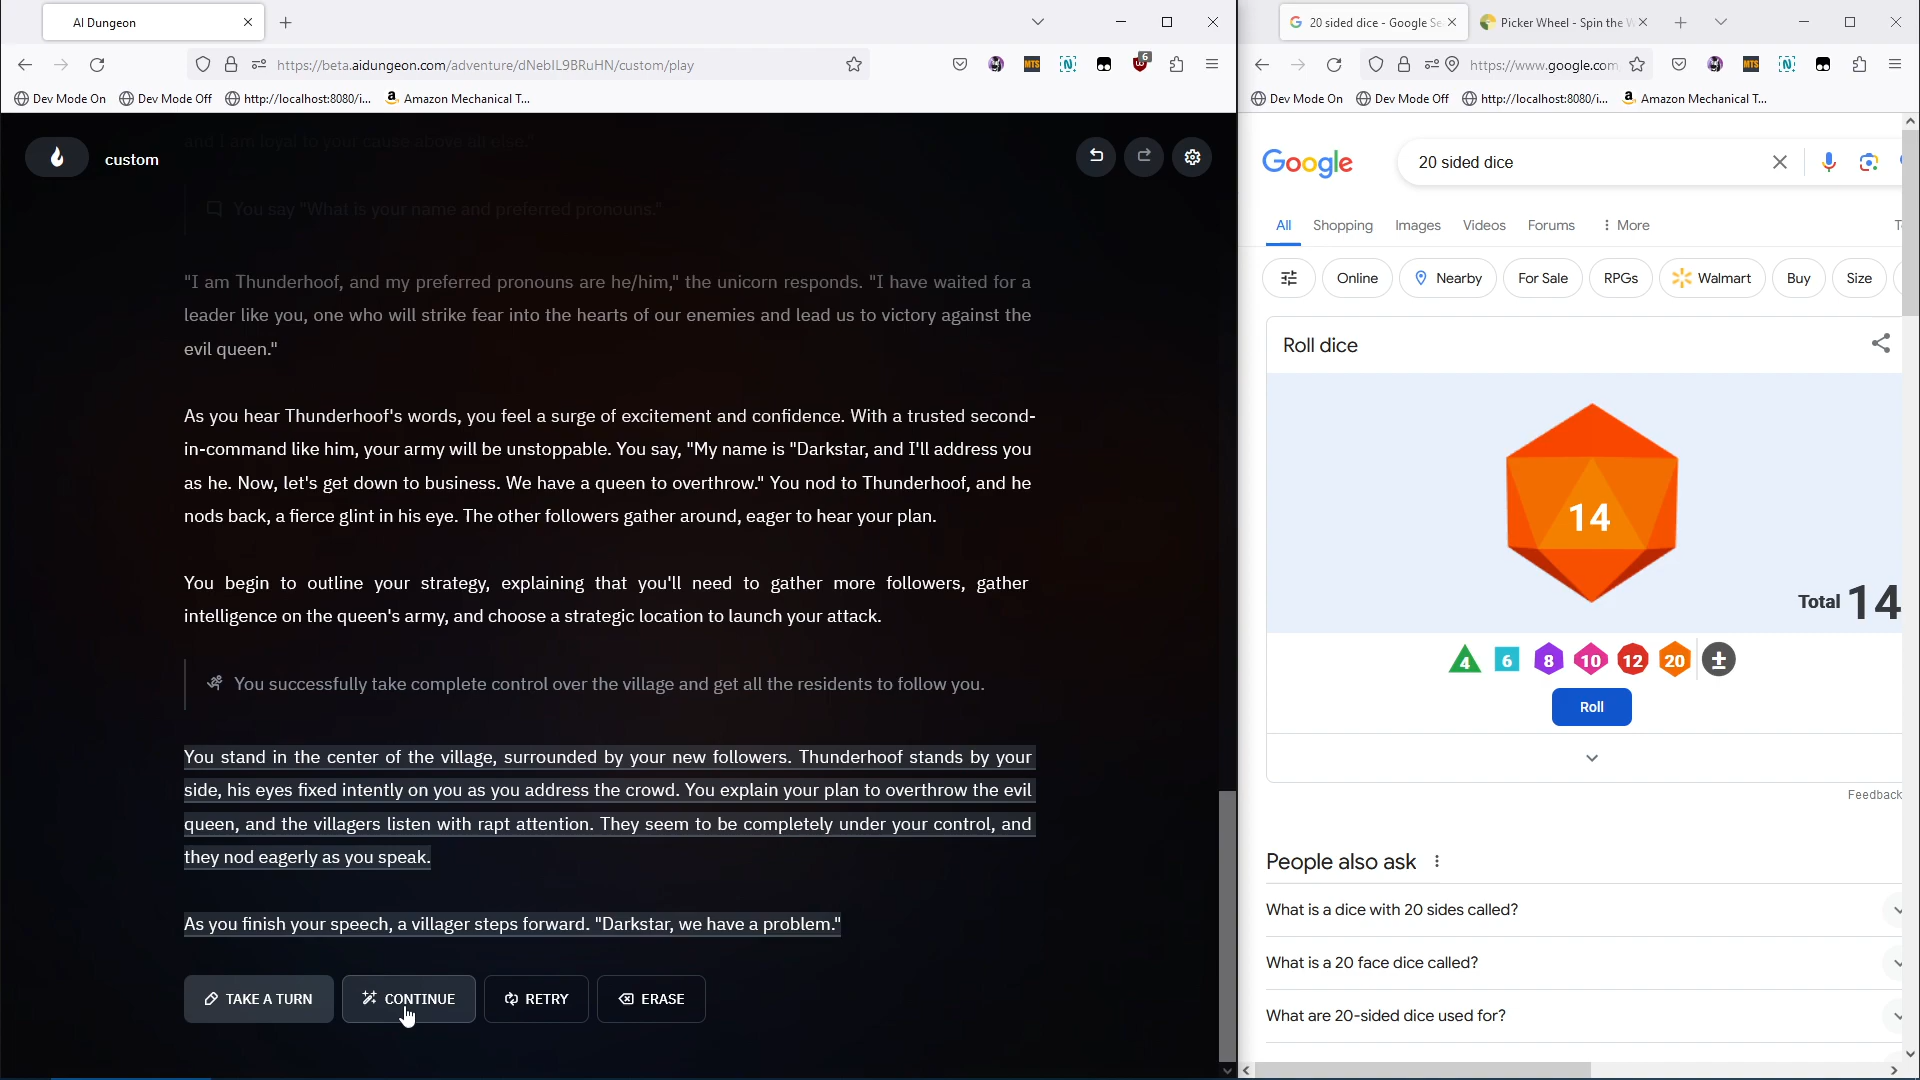 AI Dungeon
20 sided dice - Google Se
Picker Wheel - Spin the W
https://beta.aidungeon.com/adventure/dNebIL9BRuHN/custom/play
MTS
N
6
https://www.google.com
MTS
N
Dev Mode On
Dev Mode Off
http://localhost:8080/i...
Amazon Mechanical T...
Dev Mode On
Dev Mode Off
http://localhost:8080/i...
Amazon Mechanical T...
custom
and I am loyal to your cause above all else."
You say "What is your name and preferred pronouns."
"I am Thunderhoof, and my preferred pronouns are he/him," the unicorn responds. "I have waited for a
leader like you, one who will strike fear into the hearts of our enemies and lead us to victory against the
evil queen."
As you hear Thunderhoof's words, you feel a surge of excitement and confidence. With a trusted second-
in-command like him, your army will be unstoppable. You say, "My name is "Darkstar, and I'll address you
as he. Now, let's get down to business. We have a queen to overthrow." You nod to Thunderhoof, and he
nods back, a fierce glint in his eye. The other followers gather around, eager to hear your plan.
You begin to outline your strategy, explaining that you'll need to gather more followers, gather
intelligence on the queen's army, and choose a strategic location to launch your attack.
You successfully take complete control over the village and get all the residents to follow you.
You stand in the center of the village, surrounded by your new followers. Thunderhoof stands by your
side, his eyes fixed intently on you as you address the crowd. You explain your plan to overthrow the evil
queen, and the villagers listen with rapt attention. They seem to be completely under your control, and
they nod eagerly as you speak.
As you finish your speech, a villager steps forward. "Darkstar, we have a problem."
TAKE A TURN
CONTINUE
RETRY
ERASE
Google
20 sided dice
All
Shopping
Images
Videos
Forums
More
T
Online
Nearby
For Sale
RPGs
Walmart
Buy
Size
Roll dice
14
Total 14
4
6
8
10
12
20
Roll
Feedback
People also ask
What is a dice with 20 sides called?
What is a 20 face dice called?
What are 20-sided dice used for?